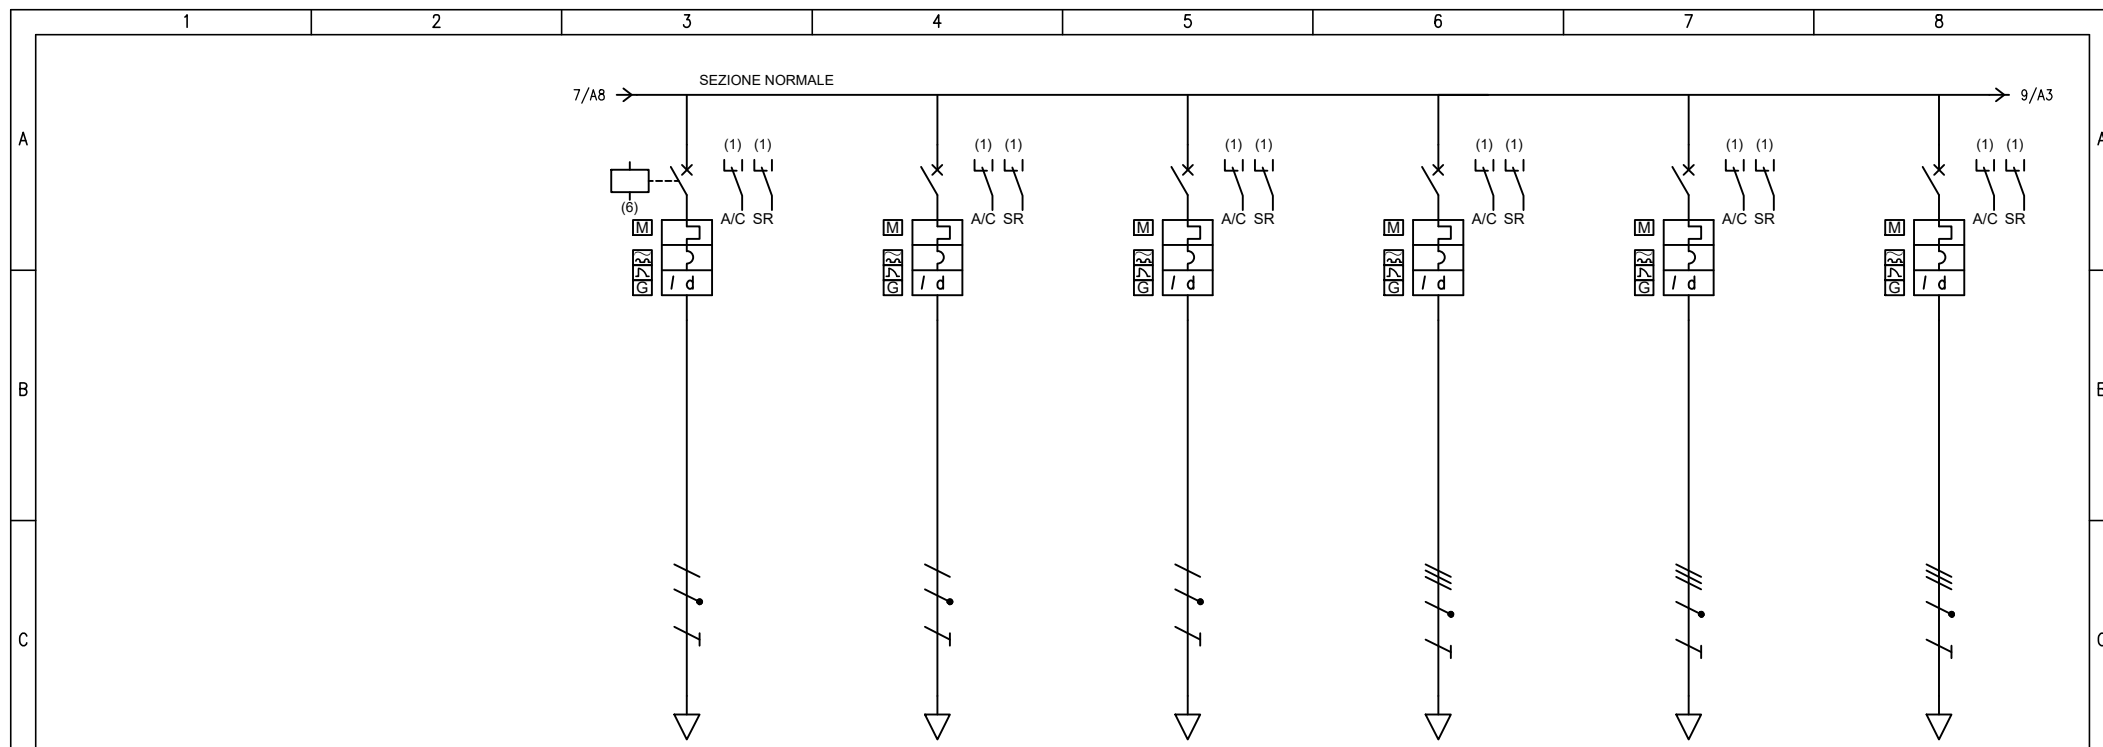 1 2 3 4 5 6 7 8
SEZIONE NORMALE
7/A8 9/A3
A A
(1) (1) (1) (1) (1) (1) (1) (1) (1) (1) (1) (1)
(6)
A/C SR A/C SR A/C SR A/C SR A/C SR A/C SR
M M M M M M
G I d G I d G I d G I d G I d G I d
B
C